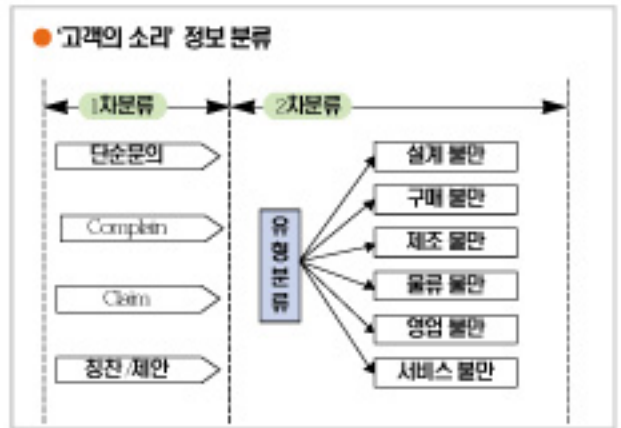 '고객의 소리' 정보 분류
1차분류
2차분류
단순문의
Complain
Claim
칭찬/제안
유형분류
설계 불만
구매 불만
제조 불만
물류 불만
영업 불만
서비스 불만